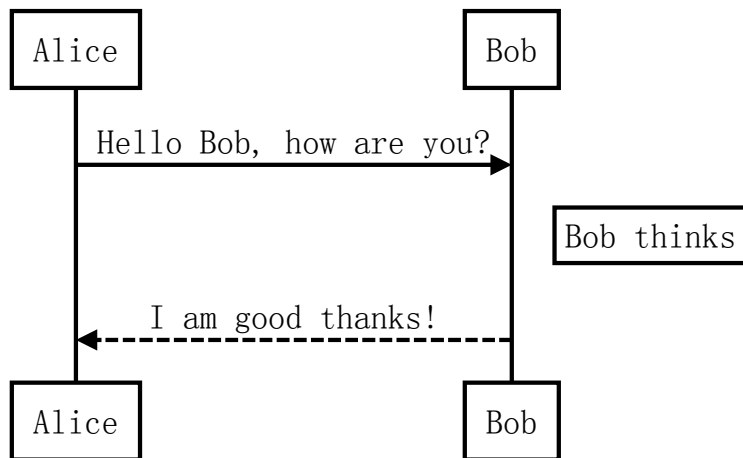 Alice
Bob
Hello Bob, how are you?
Bob thinks
I am good thanks!
Alice
Bob